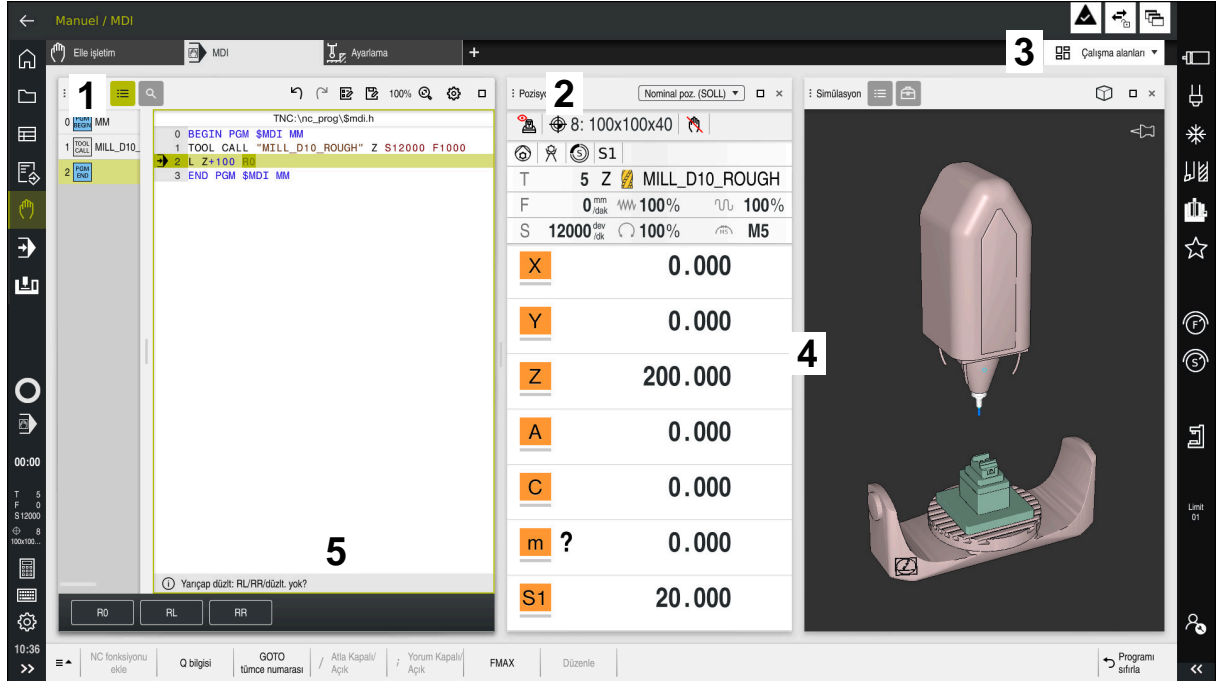 Manuel / MDI
Elle işletim
MDI
Ayarlama
+
3
Çalışma alanları
1
100%
2
Nominal poz. (SOLL)
Simülasyon
0 PGM BEGIN MM
1 TOOL CALL MILL_D10_
2 PGM END
TNC:\nc_prog\$mdi.h
0 BEGIN PGM $MDI MM
1 TOOL CALL "MILL_D10_ROUGH" Z S12000 F1000
2 L Z+100 R0
3 END PGM $MDI MM
8: 100x100x40
S1
T 5 Z MILL_D10_ROUGH
F 0 mm/dak 100% 100%
S 12000 dev/dk 100% M5
X 0.000
Y 0.000
Z 200.000
A 0.000
C 0.000
m ? 0.000
S1 20.000
4
5
Yarıçap düzlt: RL/RR/düzlt. yok?
R0
RL
RR
00:00
T 5
F 0
S 12000
8
100x100...
10:36
F
S
Limit
01
NC fonksiyonu
ekle
Q bilgisi
GOTO
tümce numarası
/ Atla Kapalı/
Açık
; Yorum Kapalı/
Açık
FMAX
Düzenle
Programı
sıfırla